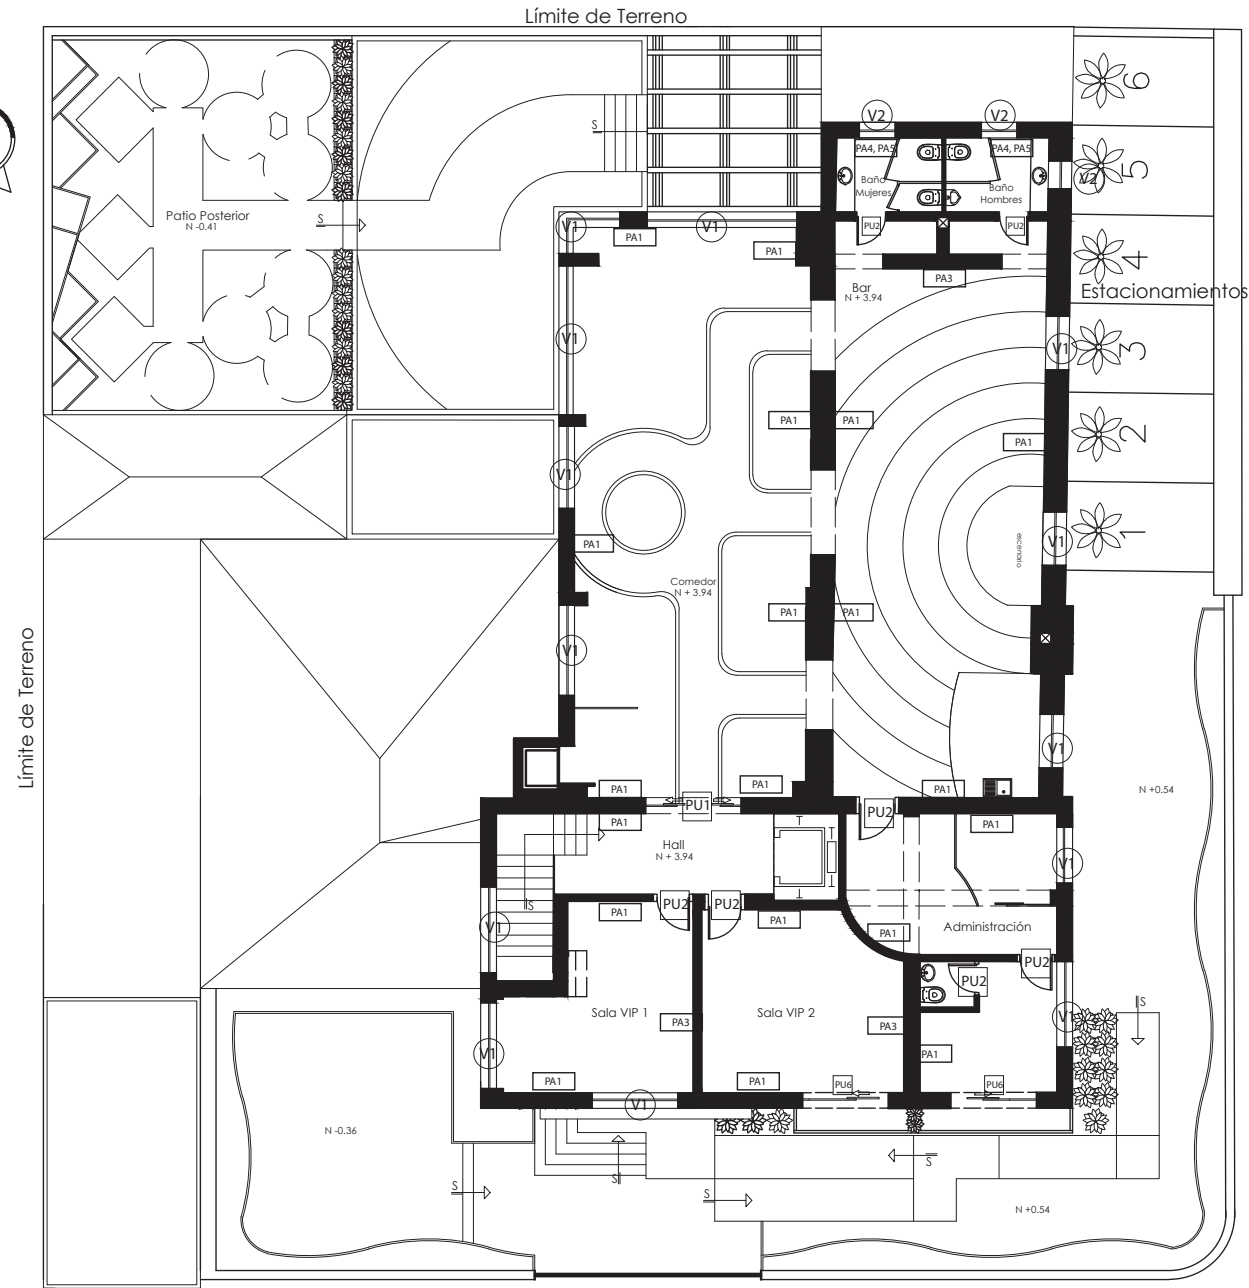 Límite de Terreno
6
V2
V2
PA4, PA5
PA4, PA5
5
V2
Baño
Mujeres
Baño
Hombres
S
Patio Posterior
N -0.41
S
V1
PA1
V1
PA1
PU2
PU2
4
PA3
Bar
N + 3.94
Estacionamientos
V1
V1
3
PA1
PA1
PA1
2
V1
PA1
V1
1
escenario
Comedor
N + 3.94
PA1
PA1
V1
Límite de Terreno
V1
PA1
PA1
PA1
N +0.54
PU1
PA1
PU2
PA1
Hall
N + 3.94
T
T
V1
S
PU2
PU2
PA1
PA1
V1
PA1
Administración
PU2
PU2
S
Sala VIP 1
PA3
Sala VIP 2
PA3
V1
V1
PA1
PA1
PA1
PU6
PU6
V1
N -0.36
S
S
S
S
N +0.54